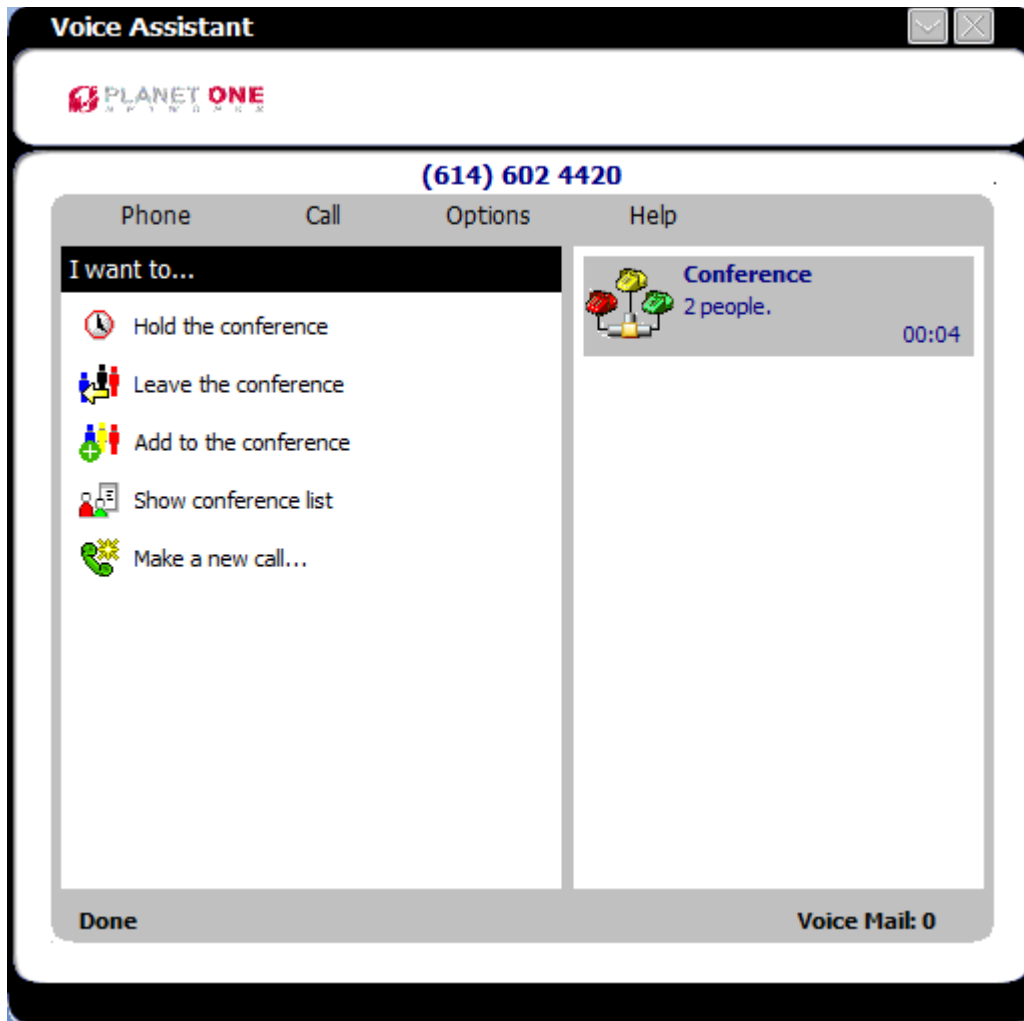 Voice Assistant
PLANET ONE
NETWORKS
(614) 602 4420
Phone Call Options Help
I want to...
Hold the conference
Leave the conference
Add to the conference
Show conference list
Make a new call...
Conference
2 people.
00:04
Done
Voice Mail: 0